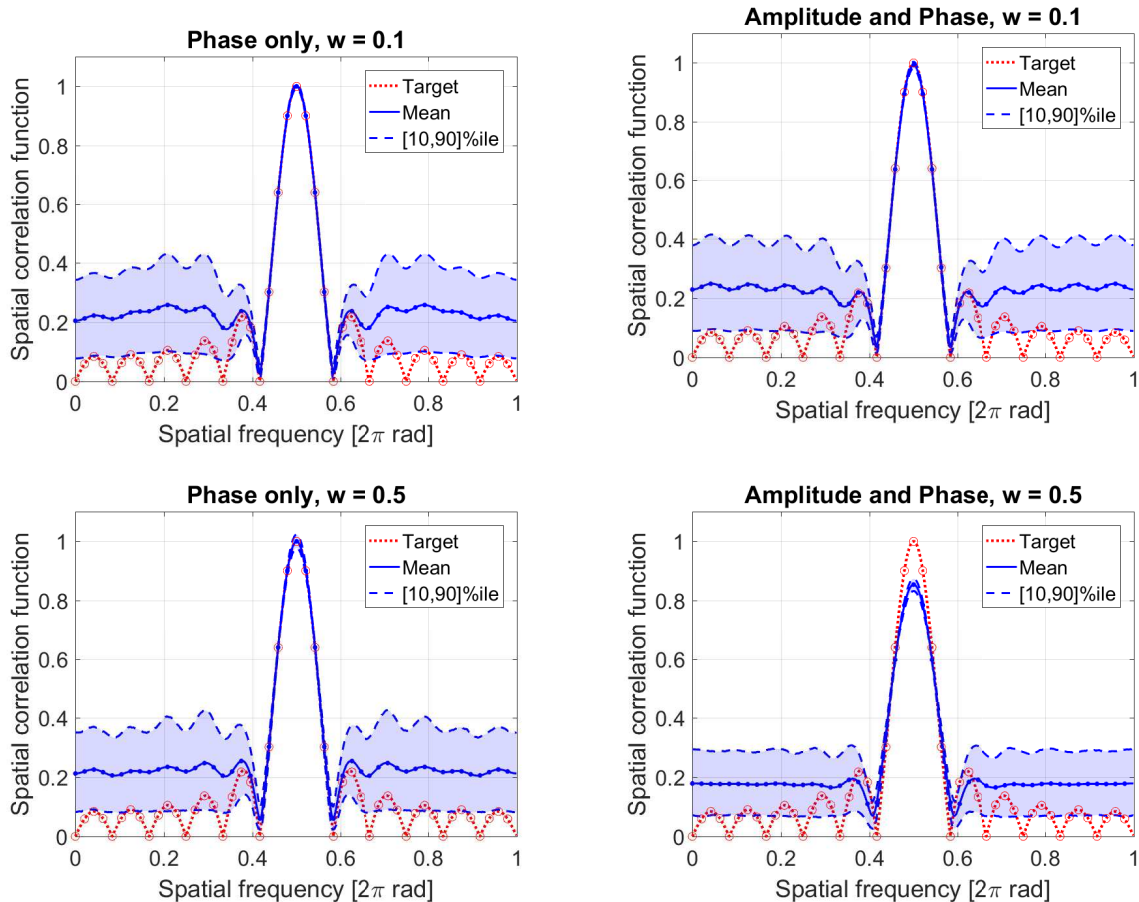 Phase only, w = 0.1
Spatial correlation function
1
0.8
0.6
0.4
0.2
0
Target
Mean
[10,90]%ile
0 0.2 0.4 0.6 0.8 1
Spatial frequency [2π rad]
Amplitude and Phase, w = 0.1
Spatial correlation function
1
0.8
0.6
0.4
0.2
0
Target
Mean
[10,90]%ile
0 0.2 0.4 0.6 0.8 1
Spatial frequency [2π rad]
Phase only, w = 0.5
Spatial correlation function
1
0.8
0.6
0.4
0.2
0
Target
Mean
[10,90]%ile
0 0.2 0.4 0.6 0.8 1
Spatial frequency [2π rad]
Amplitude and Phase, w = 0.5
Spatial correlation function
1
0.8
0.6
0.4
0.2
0
Target
Mean
[10,90]%ile
0 0.2 0.4 0.6 0.8 1
Spatial frequency [2π rad]